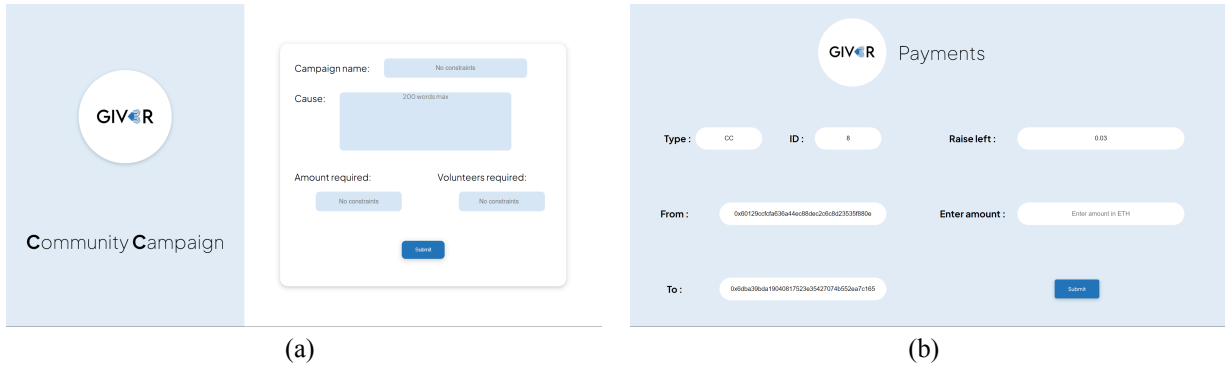 GIVER
Community Campaign
Campaign name: No constraints
Cause: 200 words max
Amount required: Volunteers required:
No constraints No constraints
Submit
(a)
GIVER Payments
Type : CC ID : 8 Raise left : 0.03
From : 0x60129ccfcfa636a44ec88dec2c6c8d23535f880e Enter amount : Enter amount in ETH
To : 0x6dba39bda19040817523e35427074b552ea7c165 Submit
(b)